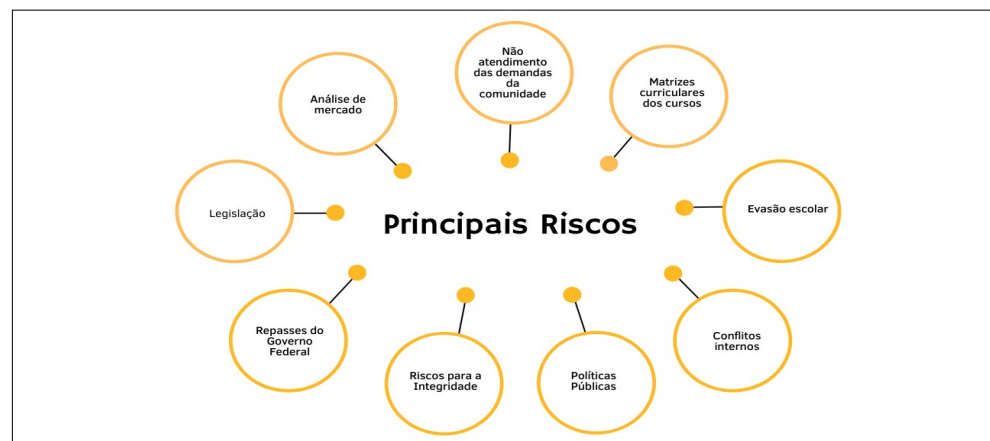 Não
atendimento
das demandas
da
comunidade
Matrizes
curriculares
dos cursos
Análise de
mercado
Legislação
Evasão escolar
Principais Riscos
Repasses do
Governo
Federal
Riscos para a
Integridade
Políticas
Públicas
Conflitos
internos